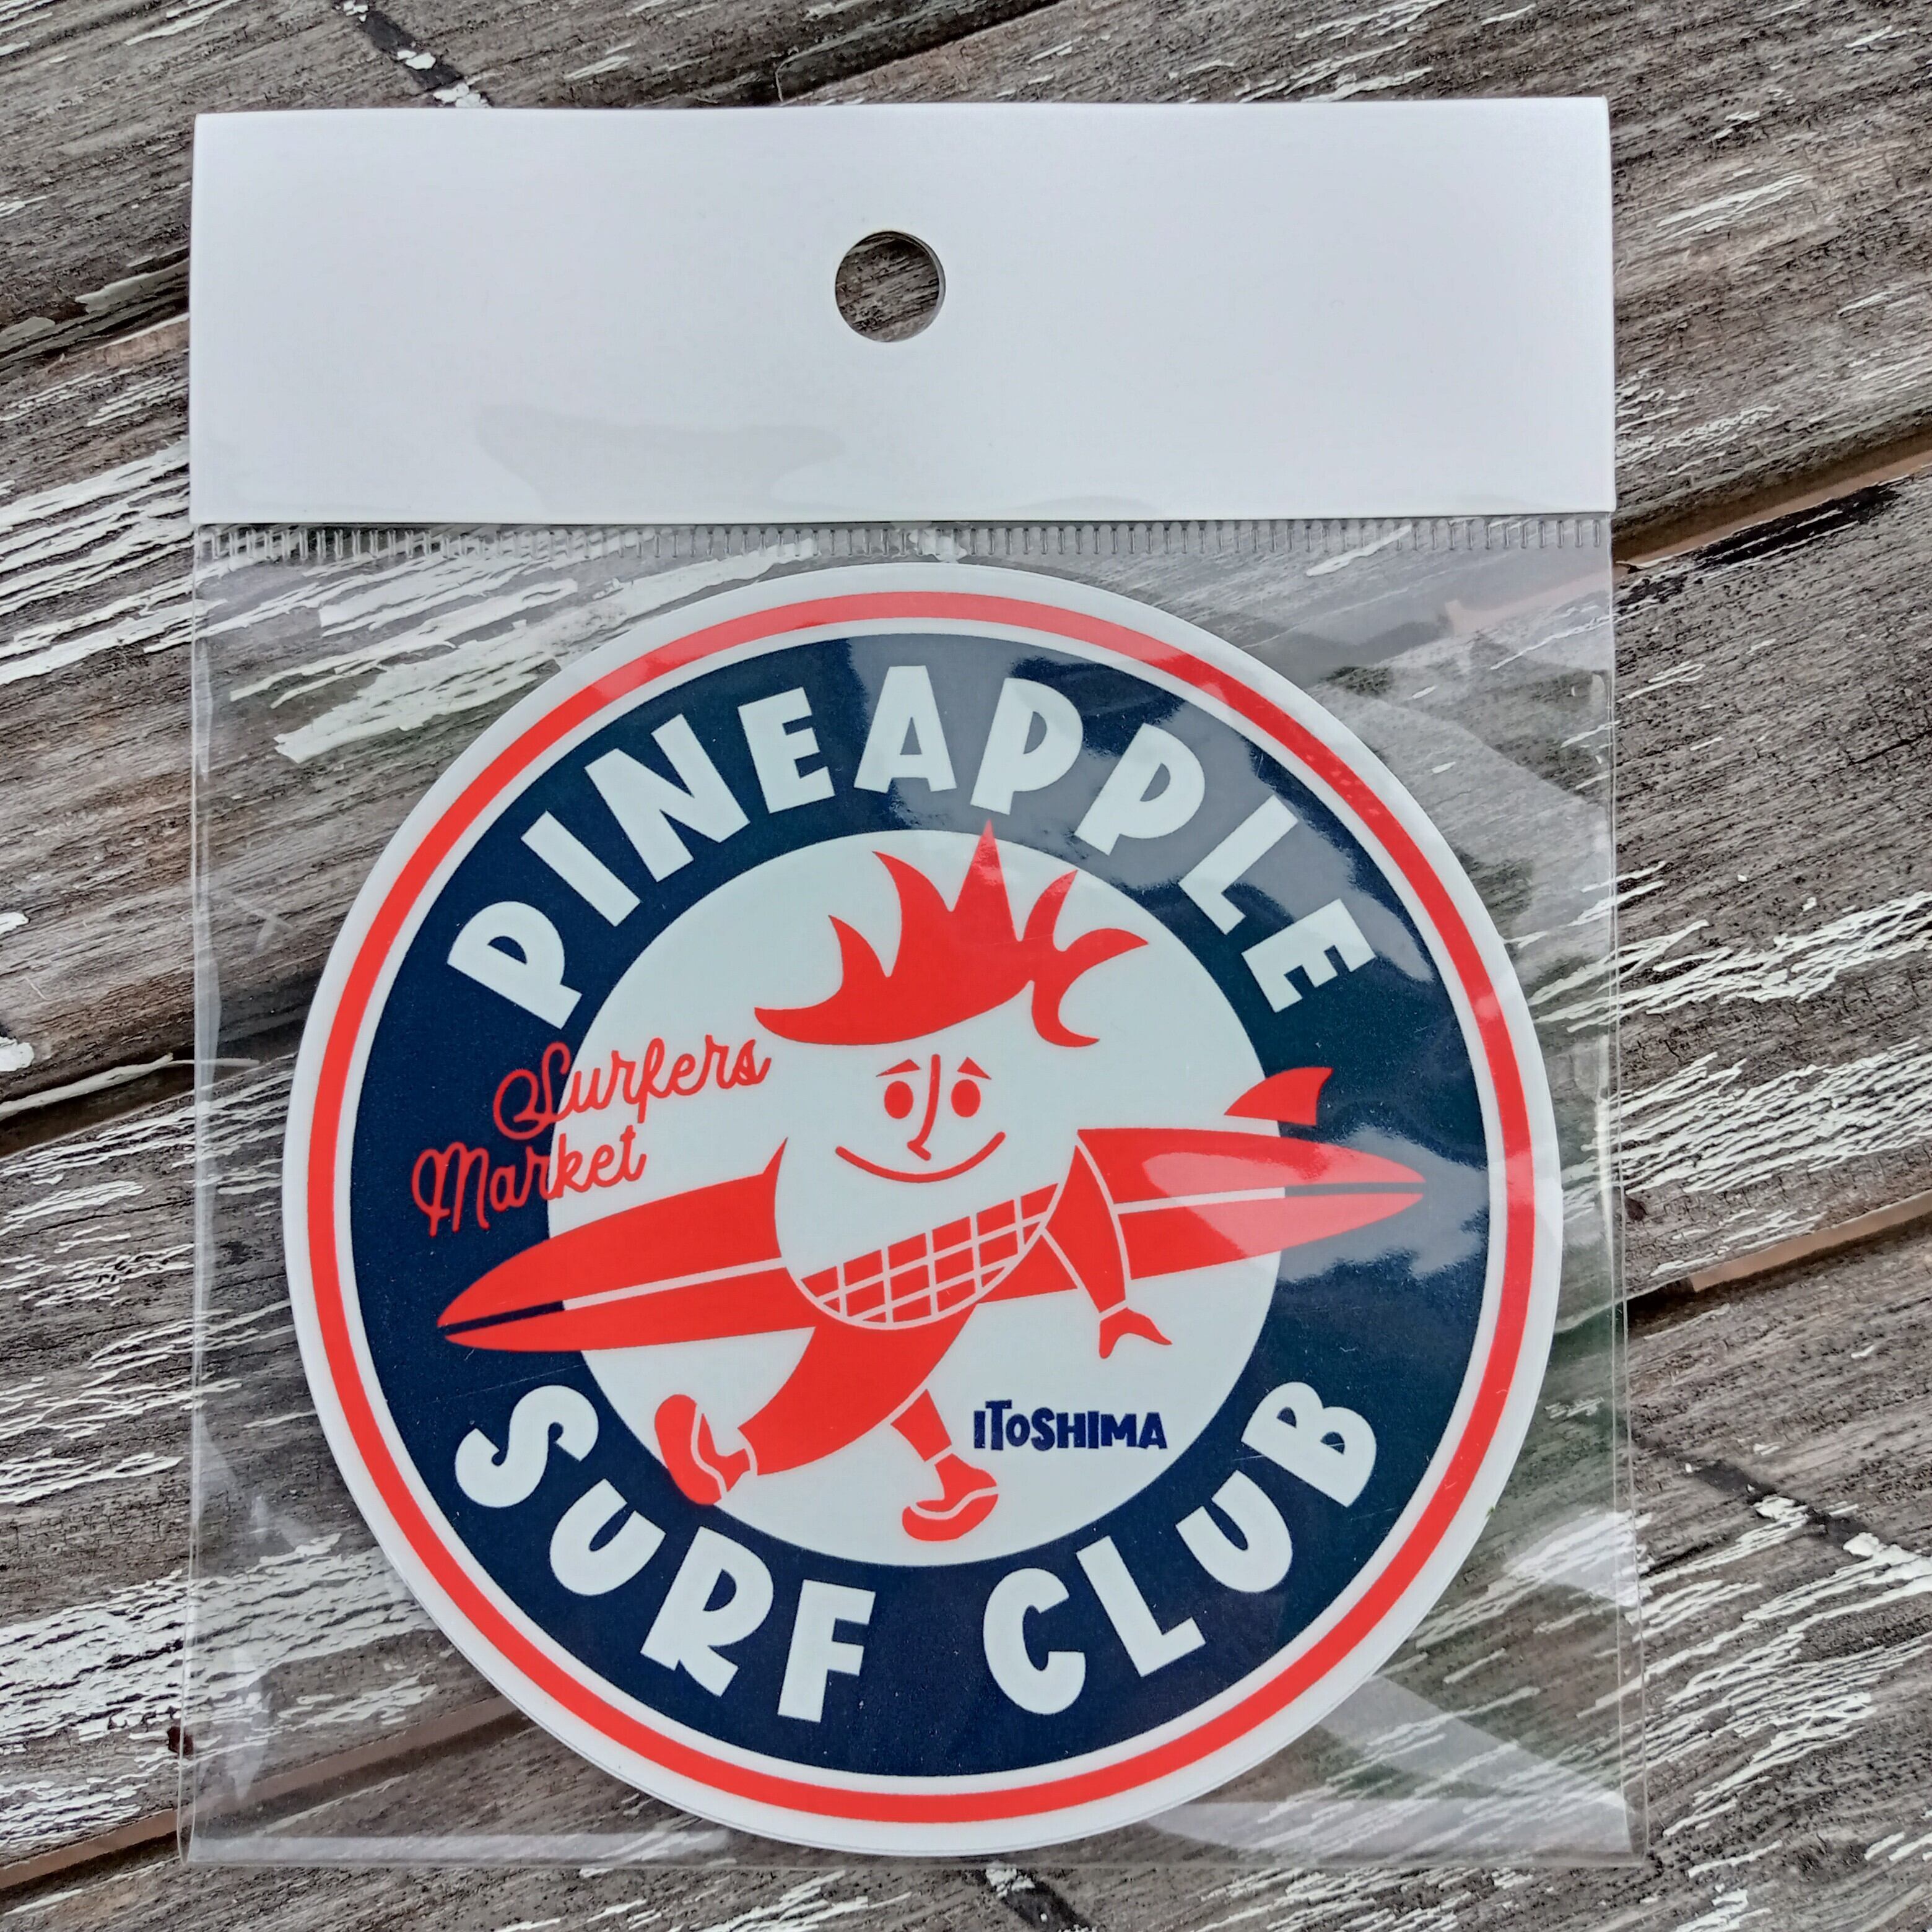 PINEAPPLE
Surfers
Market
ITOSHIMA
SURF CLUB